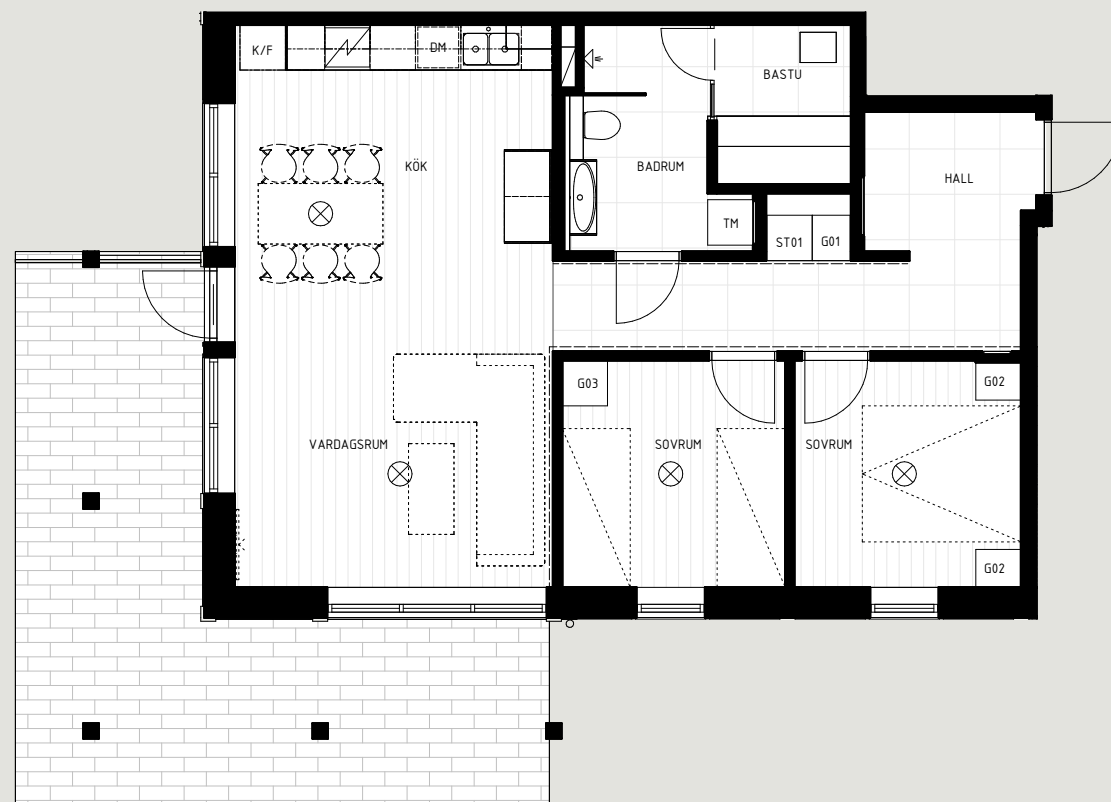 K/F
DM
BASTU
KÖK
BADRUM
HALL
TM
ST01
G01
G03
G02
VARDAGSRUM
SOVRUM
SOVRUM
G02